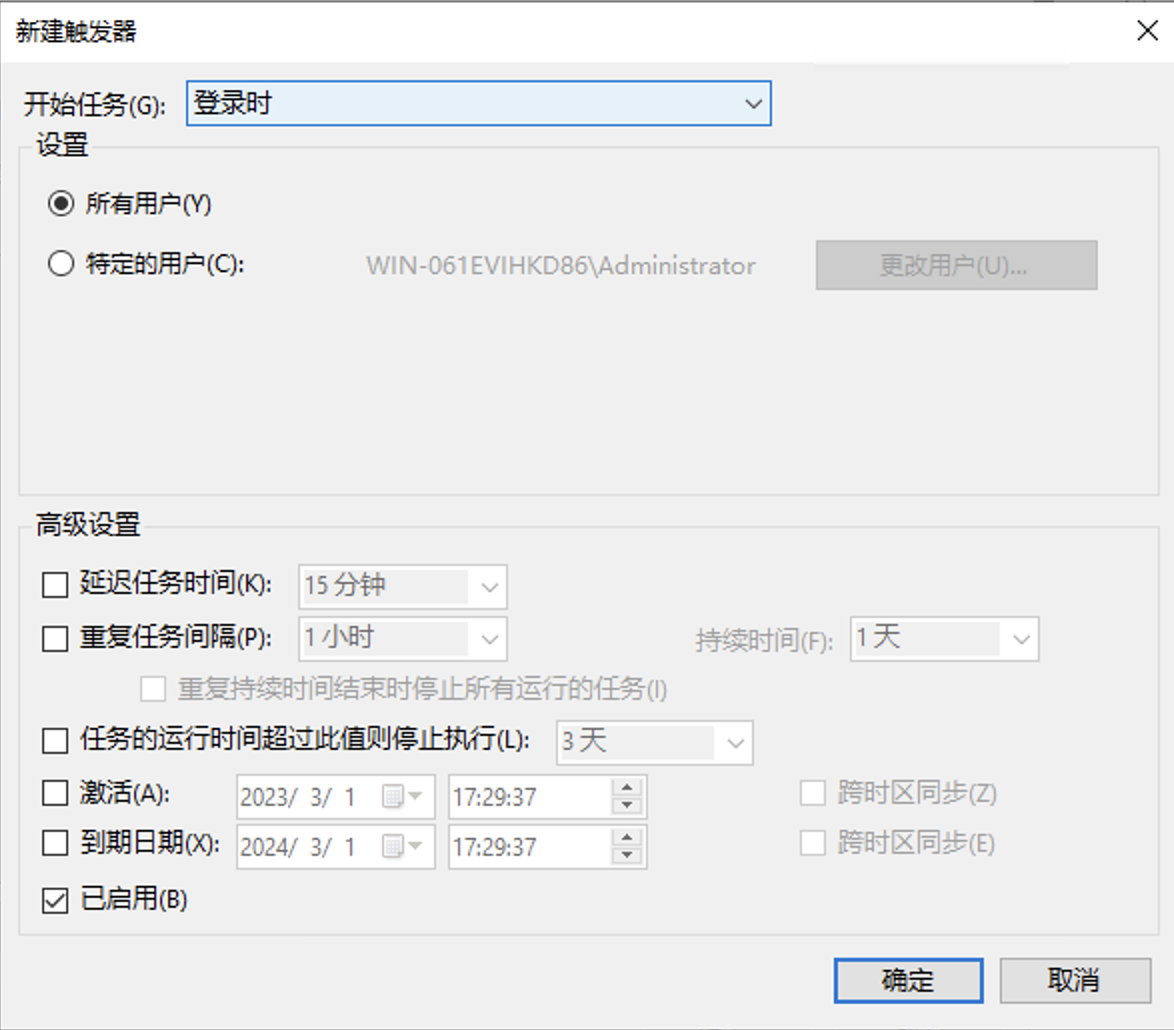 新建触发器
开始任务(G): 登录时
设置
所有用户(Y)
特定的用户(C): WIN-061EVIHKD86\Administrator 更改用户(U)...
高级设置
延迟任务时间(K): 15 分钟
重复任务间隔(P): 1 小时 持续时间(F): 1 天
重复持续时间结束时停止所有运行的任务(I)
任务的运行时间超过此值则停止执行(L): 3 天
激活(A): 2023/ 3/ 1 17:29:37 跨时区同步(Z)
到期日期(X): 2024/ 3/ 1 17:29:37 跨时区同步(E)
已启用(B)
确定 取消